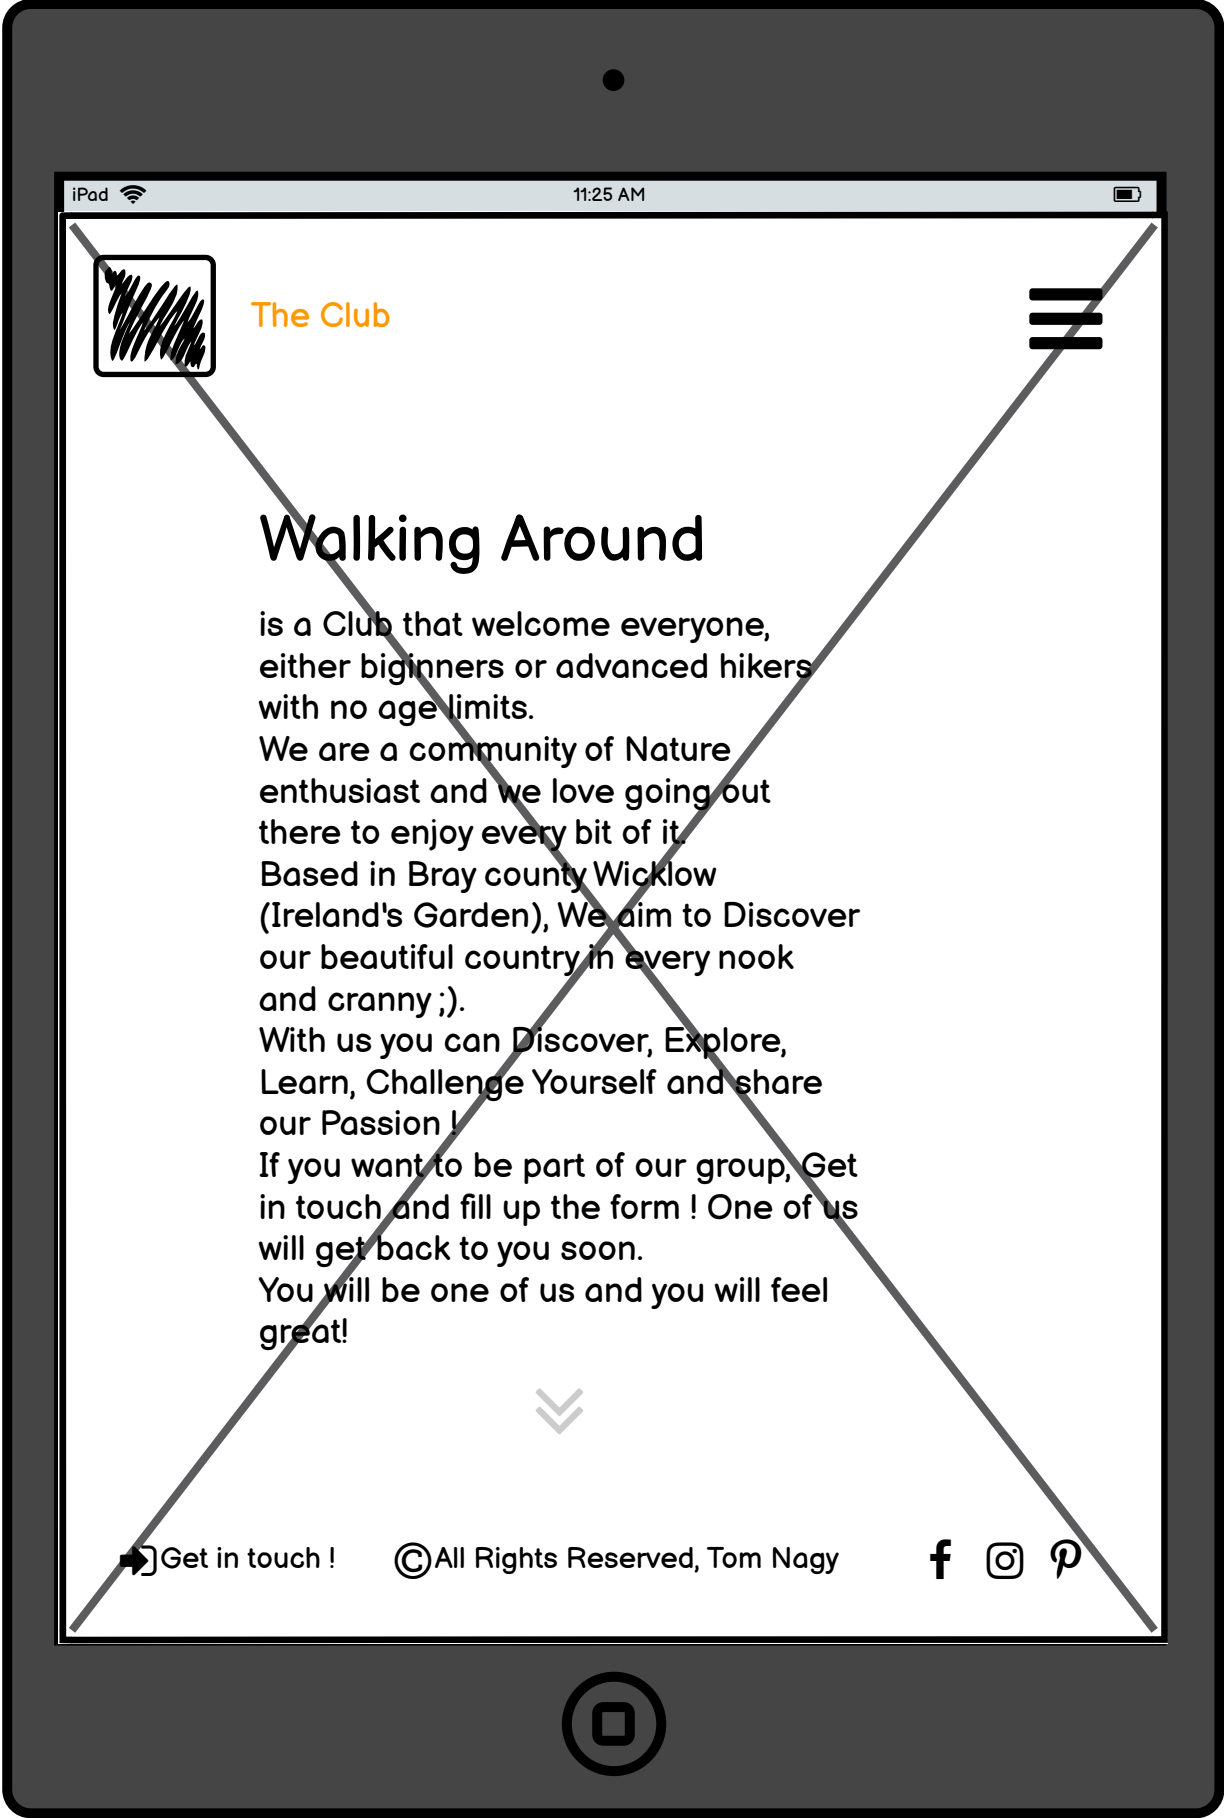 iPad
11:25 AM
The Club
Walking Around
is a Club that welcome everyone,
either biginners or advanced hikers
with no age limits.
We are a community of Nature
enthusiast and we love going out
there to enjoy every bit of it.
Based in Bray county Wicklow
(Ireland's Garden), We aim to Discover
our beautiful country in every nook
and cranny ;).
With us you can Discover, Explore,
Learn, Challenge Yourself and share
our Passion !
If you want to be part of our group, Get
in touch and fill up the form ! One of us
will get back to you soon.
You will be one of us and you will feel
great!
Get in touch !
©All Rights Reserved, Tom Nagy